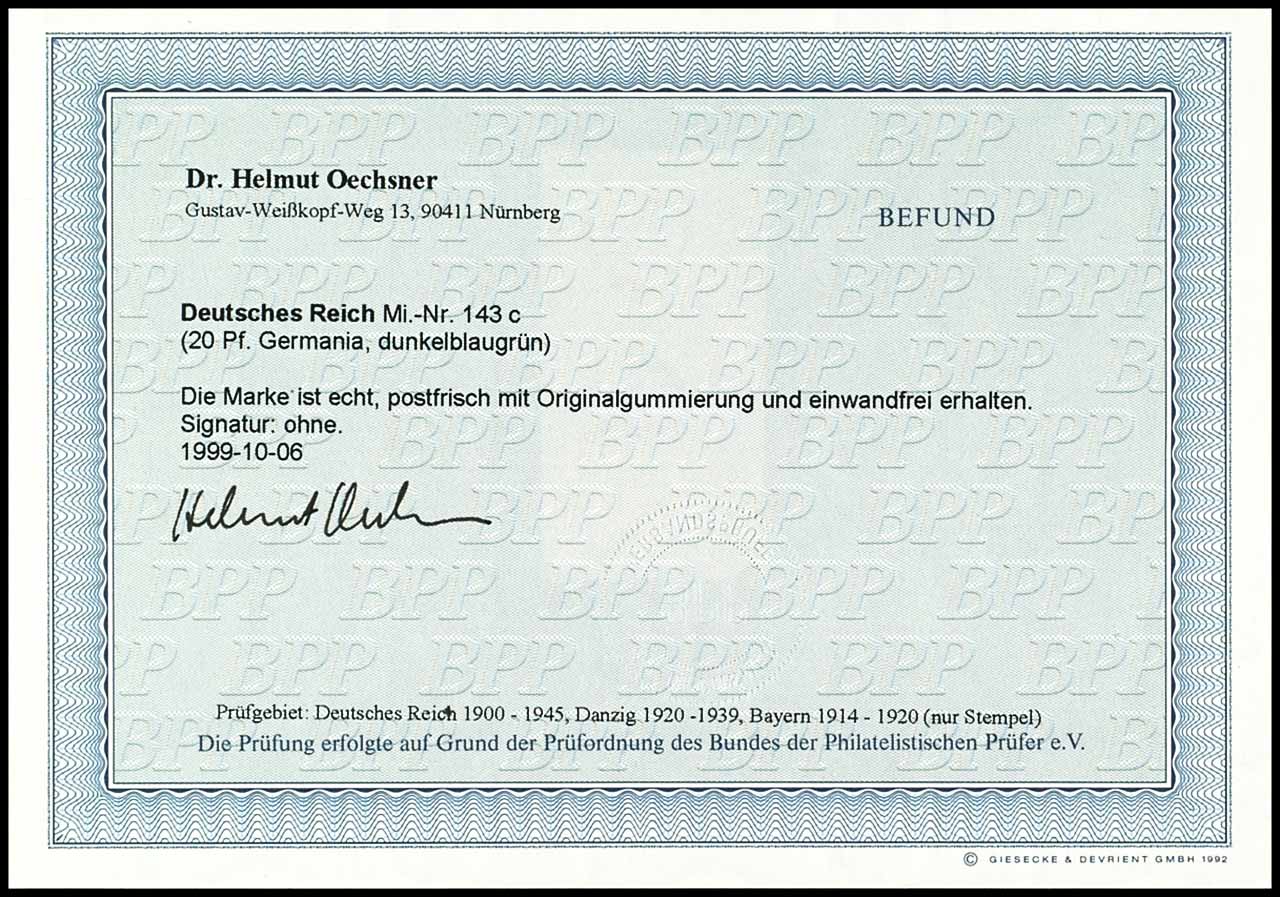 Dr. Helmut Oechsner
Gustav-Weißkopf-Weg 13, 90411 Nürnberg
BEFUND
Deutsches Reich Mi.-Nr. 143 c
(20 Pf. Germania, dunkelblaugrün)
Die Marke ist echt, postfrisch mit Originalgummierung und einwandfrei erhalten.
Signatur: ohne.
1999-10-06
Helmut Oechsner
Prüfgebiet: Deutsches Reich 1900 - 1945, Danzig 1920 -1939, Bayern 1914 - 1920 (nur Stempel)
Die Prüfung erfolgte auf Grund der Prüfordnung des Bundes der Philatelistischen Prüfer e.V.
© GIESECKE & DEVRIENT GMBH 1992
BPP